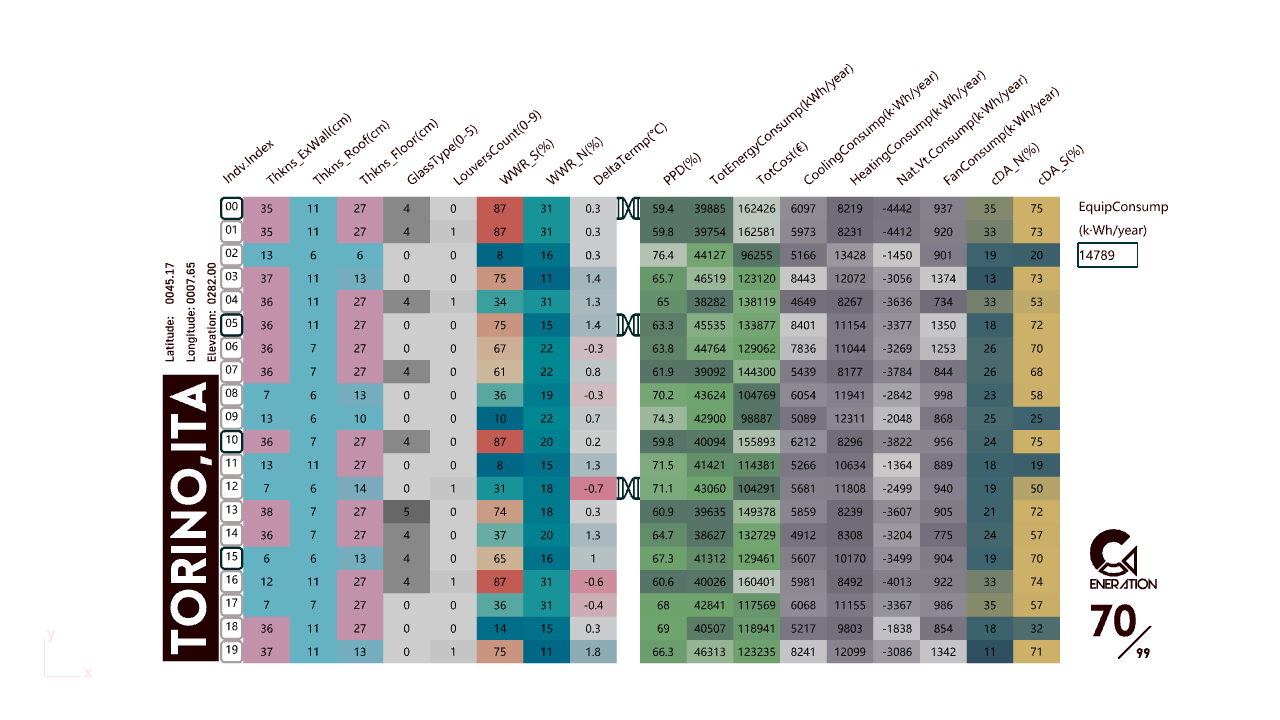 Indv.Index Thkns_ExWall(cm) Thkns_Roof(cm) Thkns_Floor(cm) GlassType(0-5) LouversCount(0-9) WWR_S(%) WWR_N(%) DeltaTermp(°C) PPD(%) TotEnergyConsump(kWh/year) TotCost(€) CoolingConsump(k·Wh/year) HeatingConsump(k·Wh/year) Nat.Vt.Consump(k·Wh/year) FanConsump(k·Wh/year) cDA_N(%) cDA_S(%)
00 35 11 27 4 0 87 31 0.3 59.4 39885 162426 6097 8219 -4442 937 35 75
01 35 11 27 4 1 87 31 0.3 59.8 39754 162581 5973 8231 -4412 920 33 73
02 13 6 6 0 0 8 16 0.3 76.4 44127 96255 5166 13428 -1450 901 19 20
03 37 11 13 0 0 75 11 1.4 65.7 46519 123120 8443 12072 -3056 1374 13 73
04 36 11 27 4 1 34 31 1.3 65 38282 138119 4649 8267 -3636 734 33 53
05 36 11 27 0 0 75 15 1.4 63.3 45535 133877 8401 11154 -3377 1350 18 72
06 36 7 27 0 0 67 22 -0.3 63.8 44764 129062 7836 11044 -3269 1253 26 70
07 36 7 27 4 0 61 22 0.8 61.9 39092 144300 5439 8177 -3784 844 26 68
08 7 6 13 0 0 36 19 -0.3 70.2 43624 104769 6054 11941 -2842 998 23 58
09 13 6 10 0 0 10 22 0.7 74.3 42900 98887 5089 12311 -2048 868 25 25
10 36 7 27 4 0 87 20 0.2 59.8 40094 155893 6212 8296 -3822 956 24 75
11 13 11 27 0 0 8 15 1.3 71.5 41421 114381 5266 10634 -1364 889 18 19
12 7 6 14 0 1 31 18 -0.7 71.1 43060 104291 5681 11808 -2499 940 19 50
13 38 7 27 5 0 74 18 0.3 60.9 39635 149378 5859 8239 -3607 905 21 72
14 36 7 27 4 0 37 20 1.3 64.7 38627 132729 4912 8308 -3204 775 24 57
15 6 6 13 4 0 65 16 1 67.3 41312 129461 5607 10170 -3499 904 19 70
16 12 11 27 4 1 87 31 -0.6 60.6 40026 160401 5981 8492 -4013 922 33 74
17 7 7 27 0 0 36 31 -0.4 68 42841 117569 6068 11155 -3367 986 35 57
18 36 11 27 0 0 14 15 0.3 69 40507 118941 5217 9803 -1838 854 18 32
19 37 11 13 0 1 75 11 1.8 66.3 46313 123235 8241 12099 -3086 1342 11 71
Latitude: 0045.17
Longitude: 0007.65
Elevation: 0282.00
TORINO,ITA
EquipConsump
(k·Wh/year)
14789
ENERATION
70/99
y
x